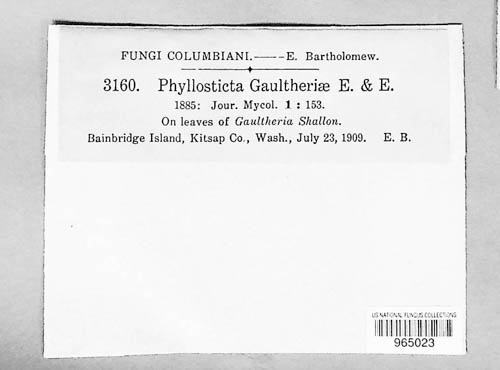 FUNGI COLUMBIANI.——E. Bartholomew.
3160. Phyllosticta Gaultheriæ E. & E.
1885: Jour. Mycol. 1 : 153.
On leaves of Gaultheria Shallon.
Bainbridge Island, Kitsap Co., Wash., July 23, 1909. E. B.
US NATIONAL FUNGUS COLLECTIONS
965023